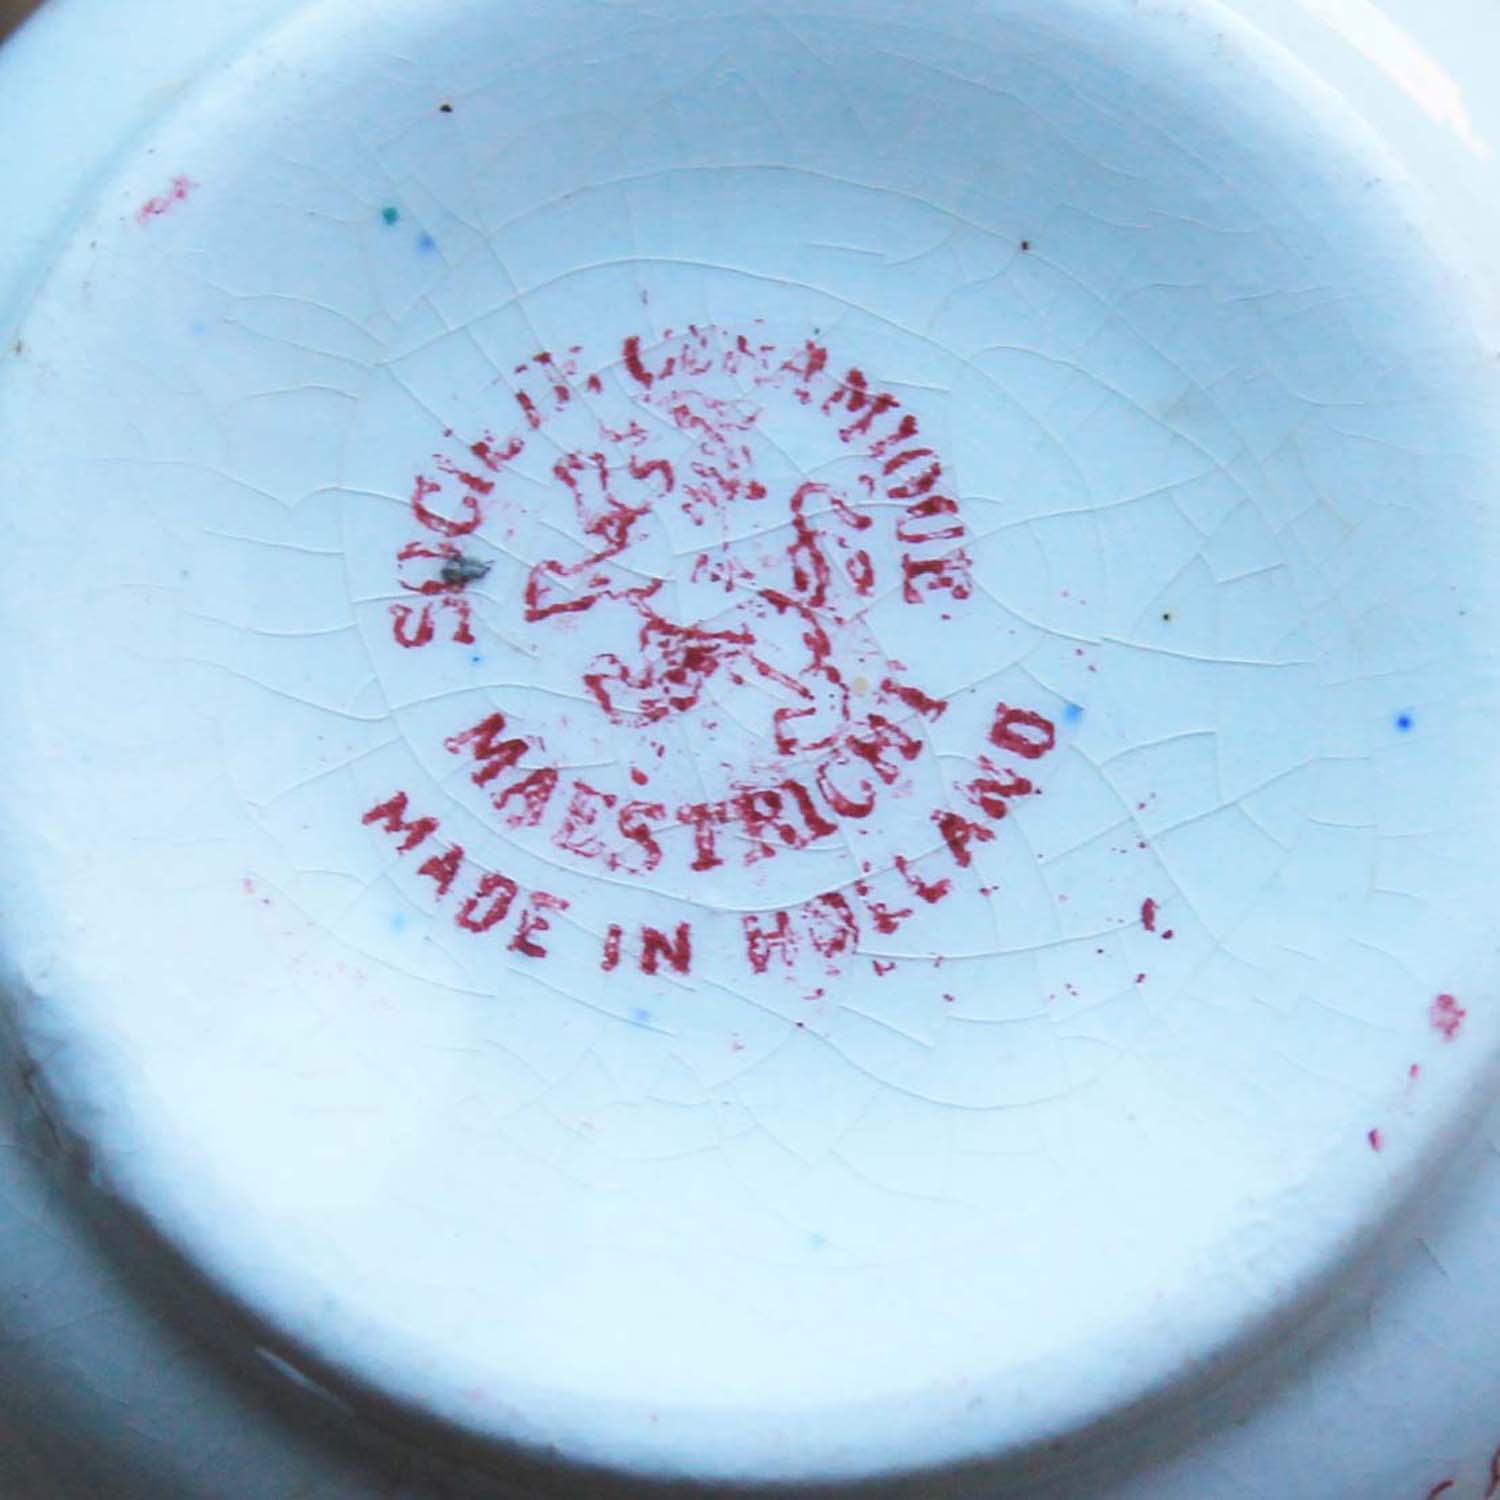 SOCIÉTÉ CÉRAMIQUE
MAESTRICHT
MADE IN HOLLAND